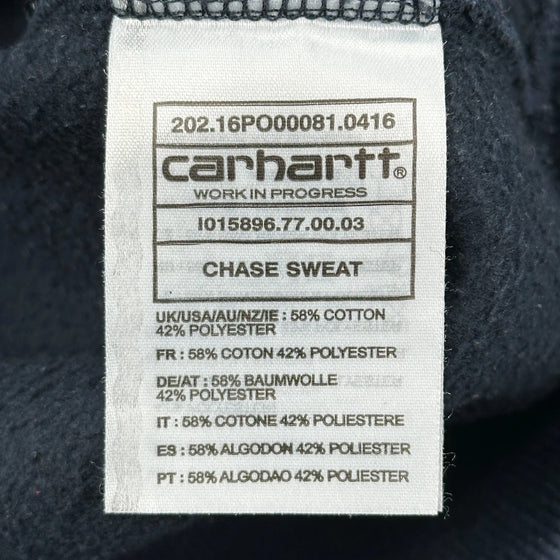 202.16PO00081.0416
carhartt®
WORK IN PROGRESS
I015896.77.00.03
CHASE SWEAT
UK/USA/AU/NZ/IE : 58% COTTON
42% POLYESTER
FR : 58% COTON 42% POLYESTER
DE/AT : 58% BAUMWOLLE
42% POLYESTER
IT : 58% COTONE 42% POLIESTERE
ES : 58% ALGODON 42% POLIESTER
PT : 58% ALGODAO 42% POLIESTER